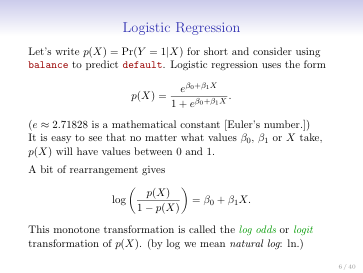 Logistic Regression
Let's write p(X) = Pr(Y = 1|X) for short and consider using
balance to predict default. Logistic regression uses the form
p(X) = e^{β0+β1X} / (1 + e^{β0+β1X}).
(e ≈ 2.71828 is a mathematical constant [Euler's number.])
It is easy to see that no matter what values β0, β1 or X take,
p(X) will have values between 0 and 1.
A bit of rearrangement gives
log( p(X) / (1 − p(X)) ) = β0 + β1X.
This monotone transformation is called the log odds or logit
transformation of p(X). (by log we mean natural log: ln.)
6 / 40